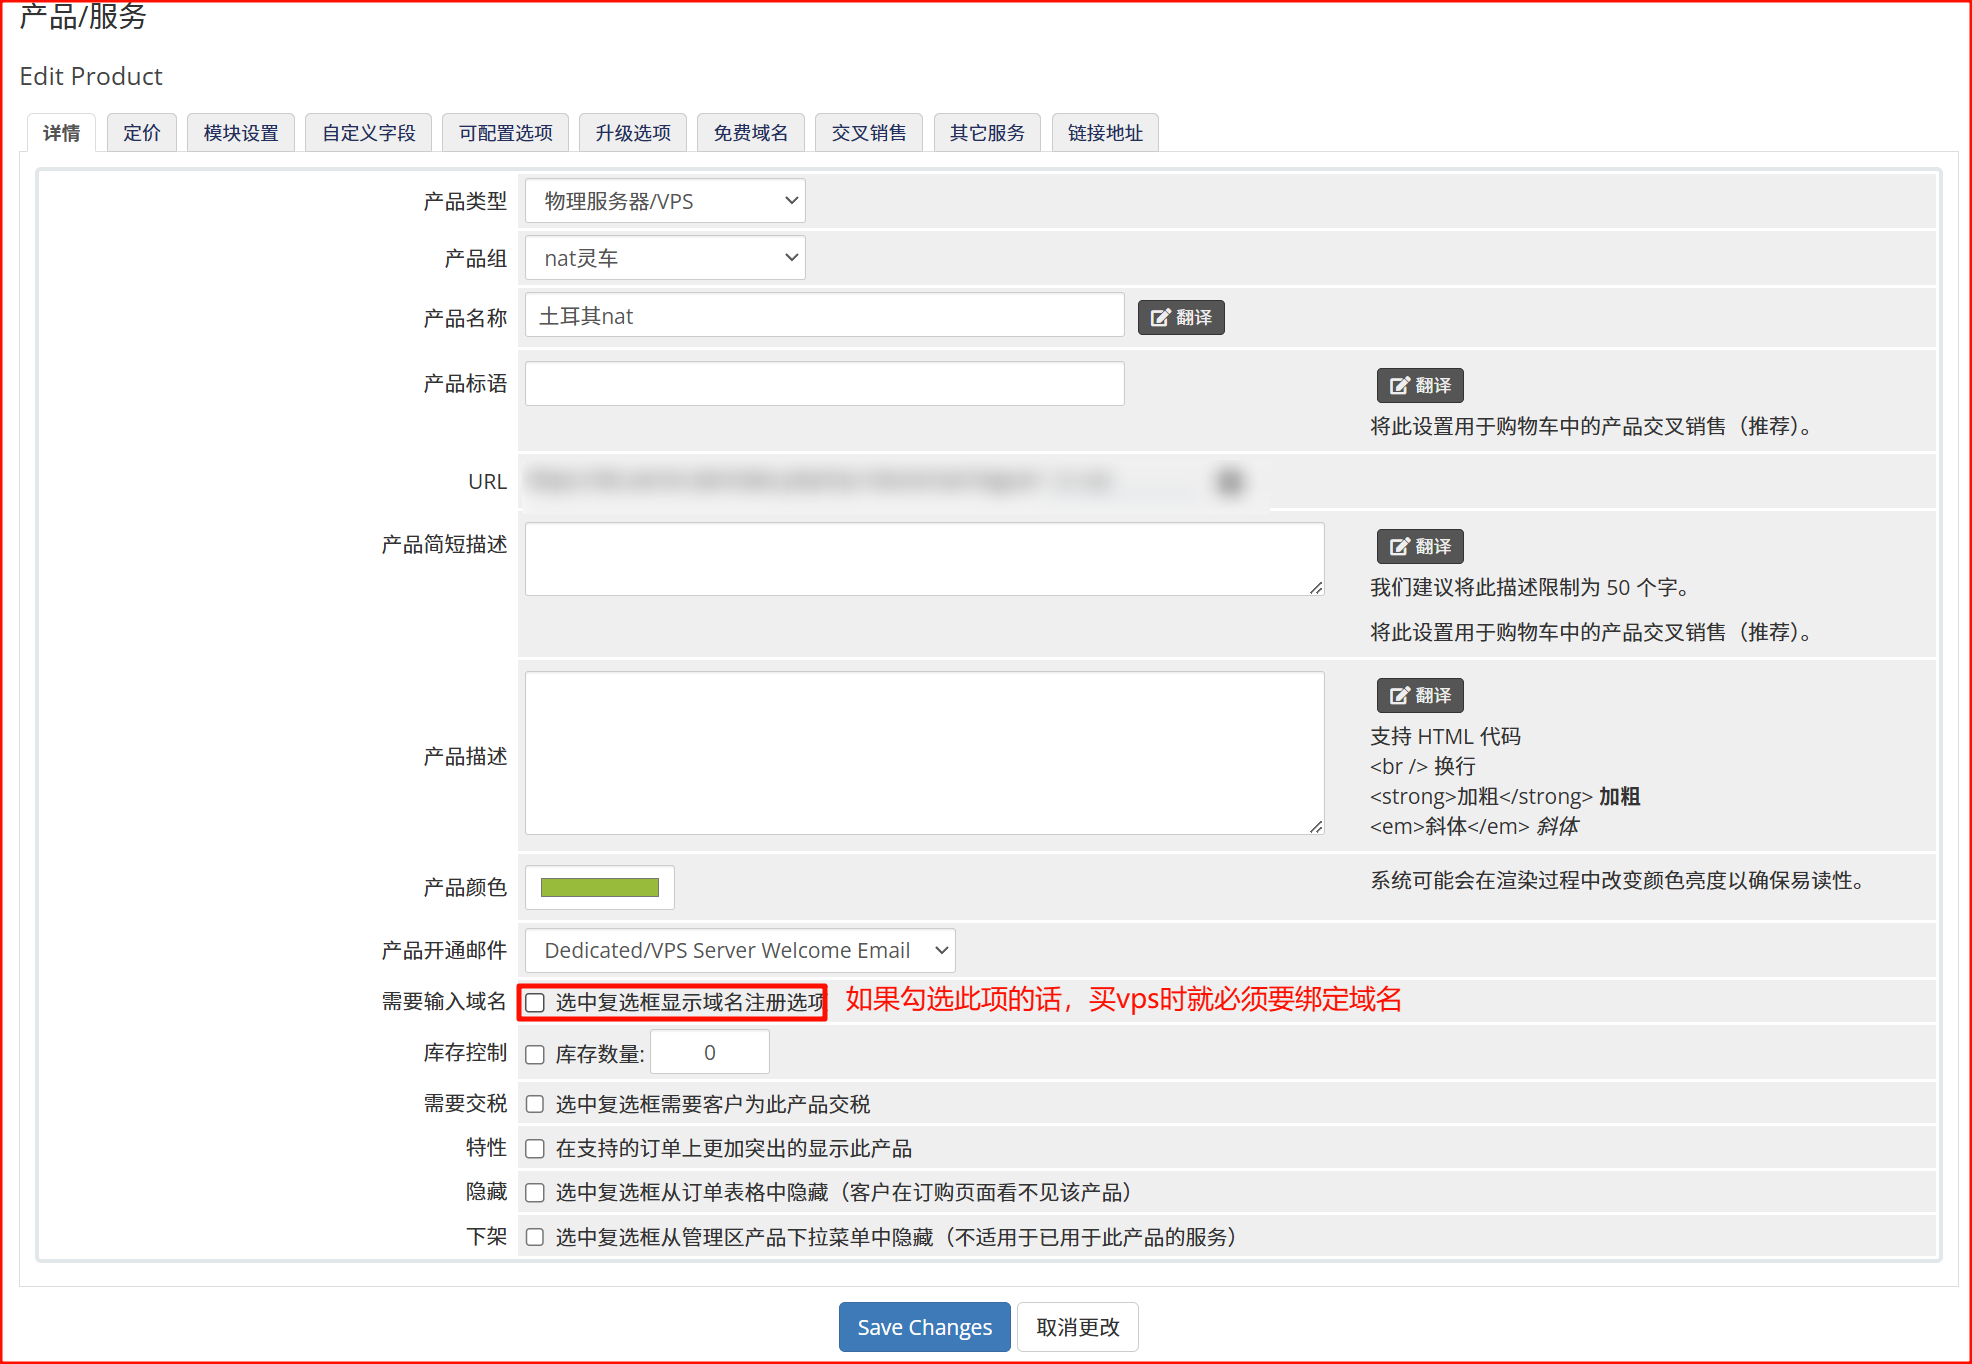 产品/服务
Edit Product
详情 定价 模块设置 自定义字段 可配置选项 升级选项 免费域名 交叉销售 其它服务 链接地址
产品类型 物理服务器/VPS
产品组 nat灵车
产品名称 土耳其nat 翻译
产品标语 翻译
将此设置用于购物车中的产品交叉销售（推荐）。
URL
产品简短描述 翻译
我们建议将此描述限制为 50 个字。
将此设置用于购物车中的产品交叉销售（推荐）。
翻译
产品描述 支持 HTML 代码
<br /> 换行
<strong>加粗</strong> 加粗
<em>斜体</em> 斜体
产品颜色 系统可能会在渲染过程中改变颜色亮度以确保易读性。
产品开通邮件 Dedicated/VPS Server Welcome Email
需要输入域名 选中复选框显示域名注册选项 如果勾选此项的话，买vps时就必须要绑定域名
库存控制 库存数量: 0
需要交税 选中复选框需要客户为此产品交税
特性 在支持的订单上更加突出的显示此产品
隐藏 选中复选框从订单表格中隐藏（客户在订购页面看不见该产品）
下架 选中复选框从管理区产品下拉菜单中隐藏（不适用于已用于此产品的服务）
Save Changes 取消更改